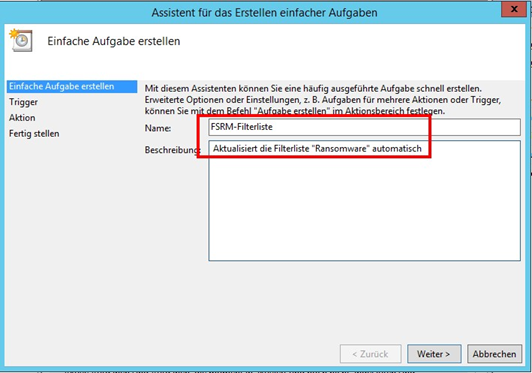 Assistent für das Erstellen einfacher Aufgaben
x
Einfache Aufgabe erstellen
Einfache Aufgabe erstellen
Trigger
Aktion
Fertig stellen
Mit diesem Assistenten können Sie eine häufig ausgeführte Aufgabe schnell erstellen.
Erweiterte Optionen oder Einstellungen, z. B. Aufgaben für mehrere Aktionen oder Trigger,
können Sie mit dem Befehl "Aufgabe erstellen" im Aktionsbereich festlegen.
Name:
FSRM-Filterliste
Beschreibung:
Aktualisiert die Filterliste "Ransomware" automatisch
< Zurück
Weiter >
Abbrechen